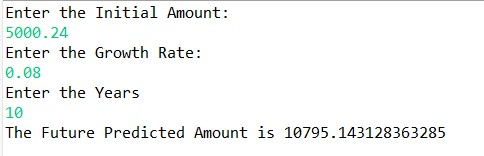 Enter the Initial Amount:
5000.24
Enter the Growth Rate:
0.08
Enter the Years
10
The Future Predicted Amount is 10795.143128363285